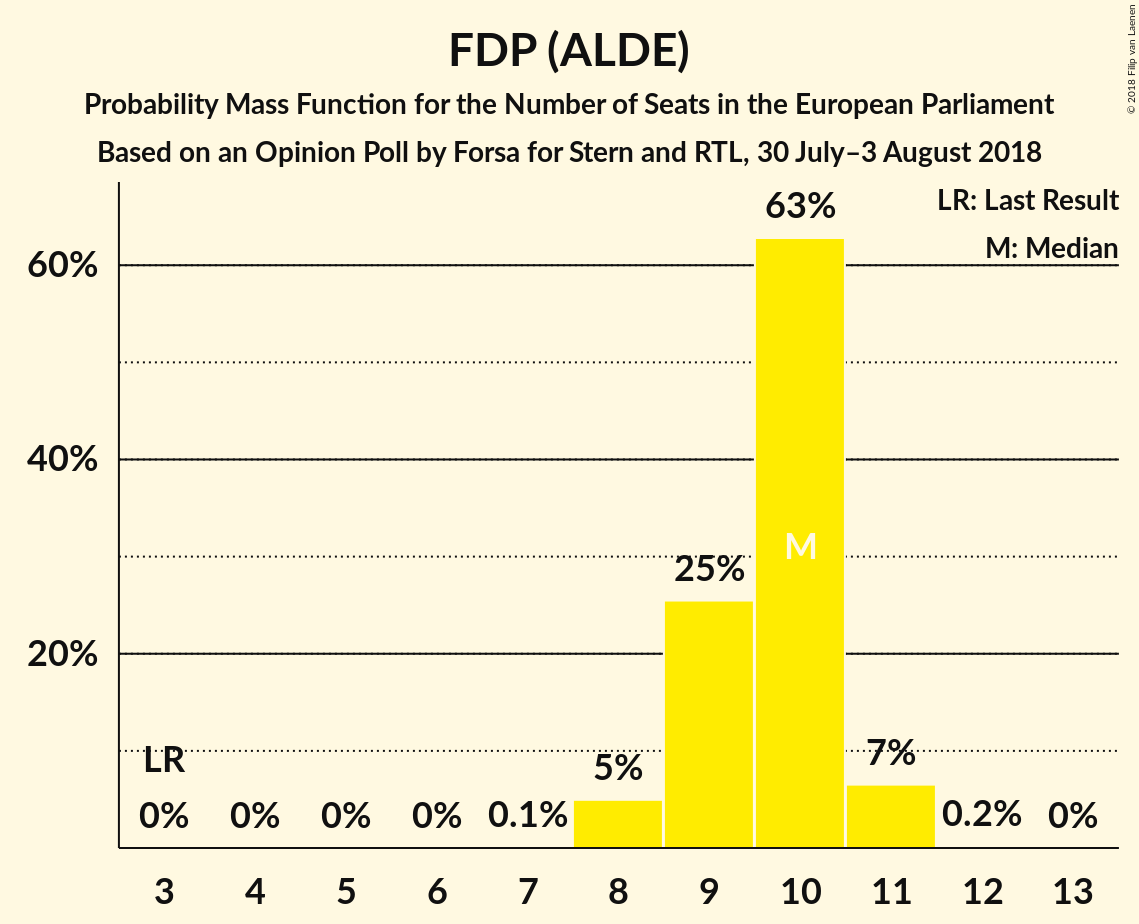 FDP (ALDE)
Probability Mass Function for the Number of Seats in the European Parliament
Based on an Opinion Poll by Forsa for Stern and RTL, 30 July–3 August 2018
© 2018 Filip van Laenen
LR: Last Result
M: Median
60%
40%
20%
LR
0%
0%
0%
0%
0.1%
5%
25%
63%
M
7%
0.2%
0%
3 4 5 6 7 8 9 10 11 12 13